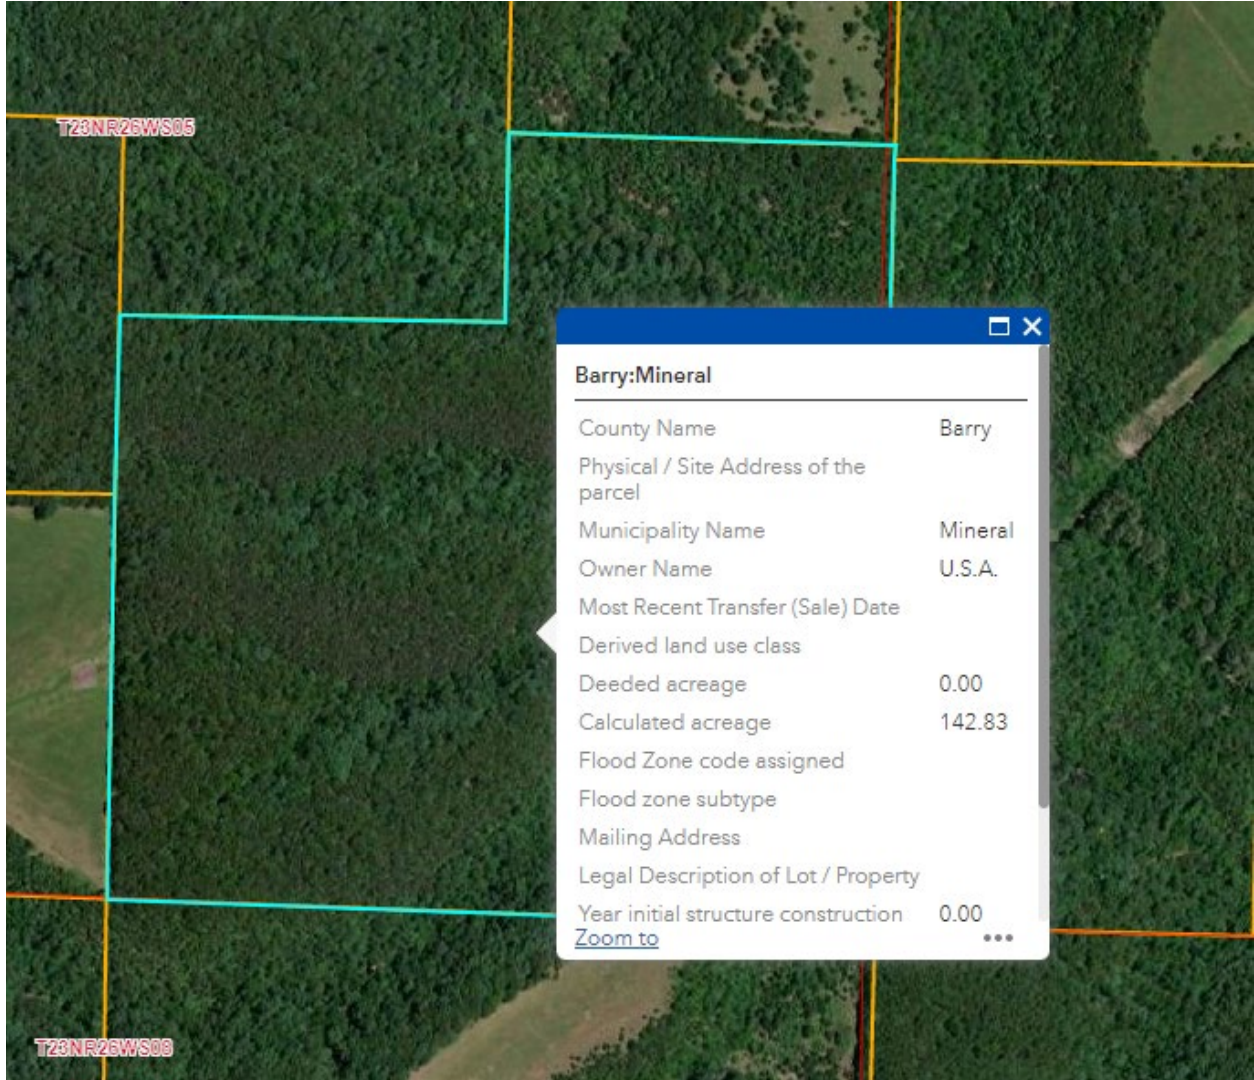 T23NR26WS05
Barry:Mineral
County Name Barry
Physical / Site Address of the
parcel
Municipality Name Mineral
Owner Name U.S.A.
Most Recent Transfer (Sale) Date
Derived land use class
Deeded acreage 0.00
Calculated acreage 142.83
Flood Zone code assigned
Flood zone subtype
Mailing Address
Legal Description of Lot / Property
Year initial structure construction 0.00
Zoom to
T23NR26WS08